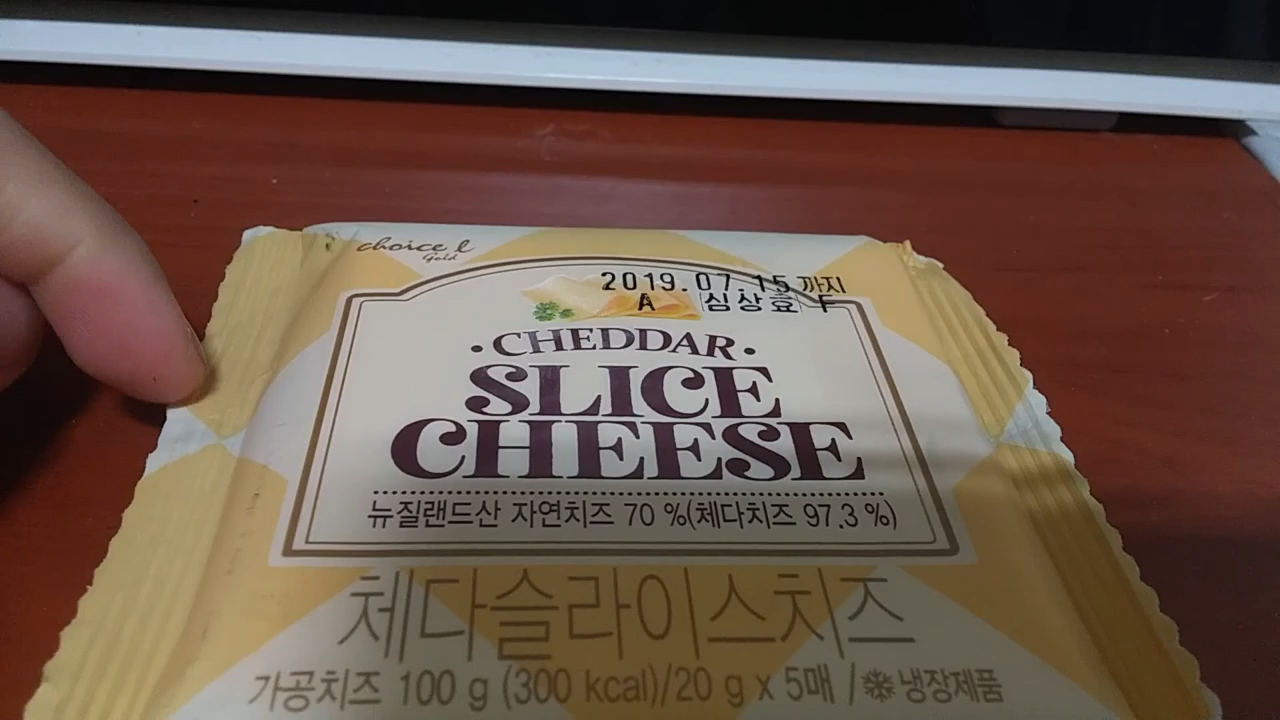 choice l
Gold
2019.07.15 까지
A 심상효 F
·CHEDDAR·
SLICE
CHEESE
뉴질랜드산 자연치즈 70 %(체다치즈 97.3 %)
체다슬라이스치즈
가공치즈 100 g (300 kcal)/20 g x 5매 / 냉장제품